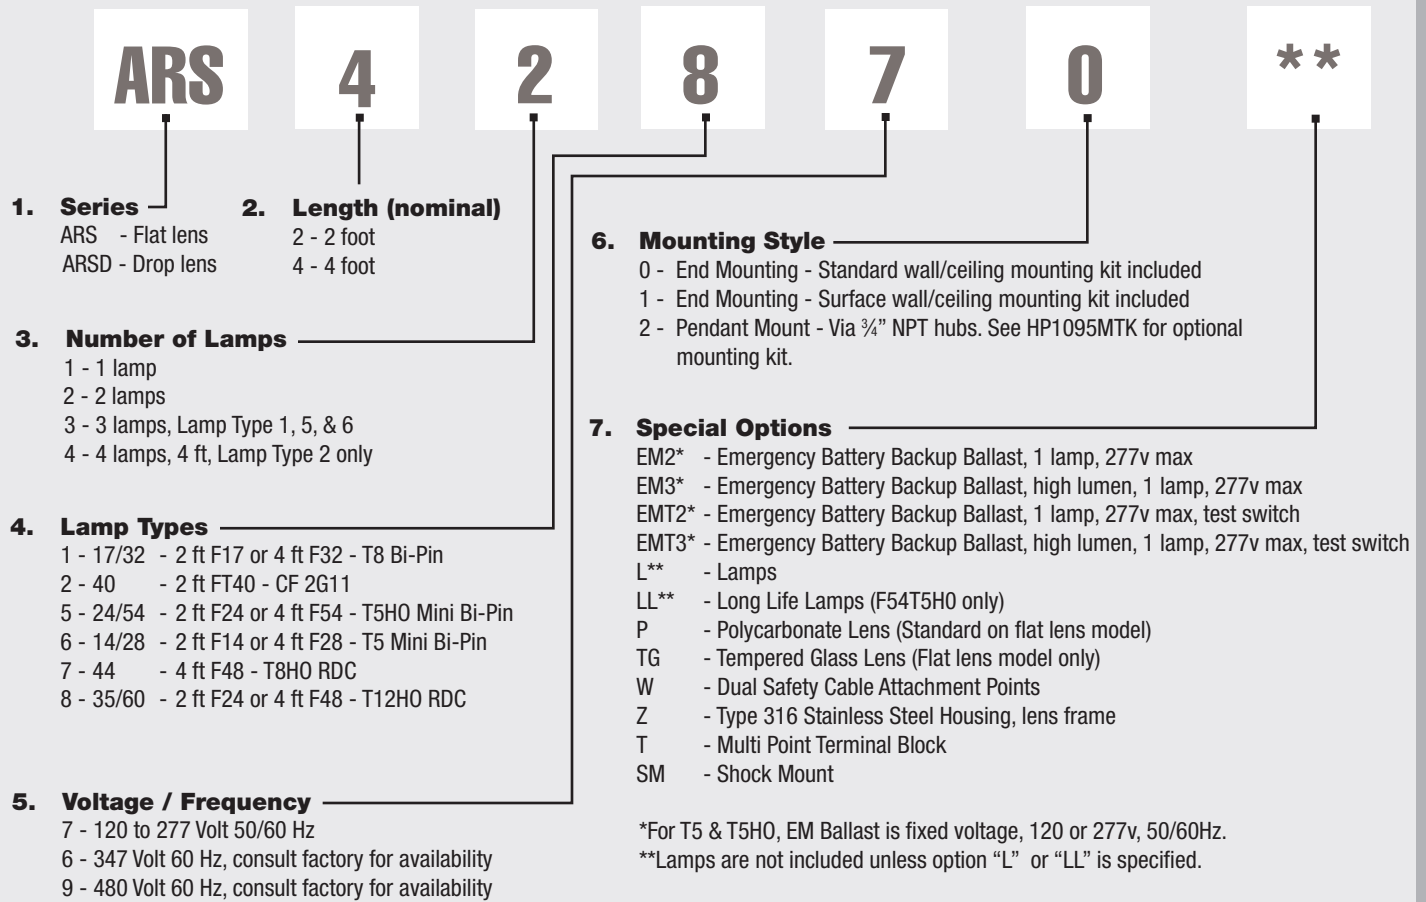 ARS 4 2 8 7 0 **
1. Series
ARS - Flat lens
ARSD - Drop lens
2. Length (nominal)
2 - 2 foot
4 - 4 foot
3. Number of Lamps
1 - 1 lamp
2 - 2 lamps
3 - 3 lamps, Lamp Type 1, 5, & 6
4 - 4 lamps, 4 ft, Lamp Type 2 only
4. Lamp Types
1 - 17/32 - 2 ft F17 or 4 ft F32 - T8 Bi-Pin
2 - 40 - 2 ft FT40 - CF 2G11
5 - 24/54 - 2 ft F24 or 4 ft F54 - T5HO Mini Bi-Pin
6 - 14/28 - 2 ft F14 or 4 ft F28 - T5 Mini Bi-Pin
7 - 44 - 4 ft F48 - T8HO RDC
8 - 35/60 - 2 ft F24 or 4 ft F48 - T12HO RDC
5. Voltage / Frequency
7 - 120 to 277 Volt 50/60 Hz
6 - 347 Volt 60 Hz, consult factory for availability
9 - 480 Volt 60 Hz, consult factory for availability
6. Mounting Style
0 - End Mounting - Standard wall/ceiling mounting kit included
1 - End Mounting - Surface wall/ceiling mounting kit included
2 - Pendant Mount - Via ¾” NPT hubs. See HP1095MTK for optional
mounting kit.
7. Special Options
EM2* - Emergency Battery Backup Ballast, 1 lamp, 277v max
EM3* - Emergency Battery Backup Ballast, high lumen, 1 lamp, 277v max
EMT2* - Emergency Battery Backup Ballast, 1 lamp, 277v max, test switch
EMT3* - Emergency Battery Backup Ballast, high lumen, 1 lamp, 277v max, test switch
L** - Lamps
LL** - Long Life Lamps (F54T5H0 only)
P - Polycarbonate Lens (Standard on flat lens model)
TG - Tempered Glass Lens (Flat lens model only)
W - Dual Safety Cable Attachment Points
Z - Type 316 Stainless Steel Housing, lens frame
T - Multi Point Terminal Block
SM - Shock Mount
*For T5 & T5HO, EM Ballast is fixed voltage, 120 or 277v, 50/60Hz.
**Lamps are not included unless option “L” or “LL” is specified.